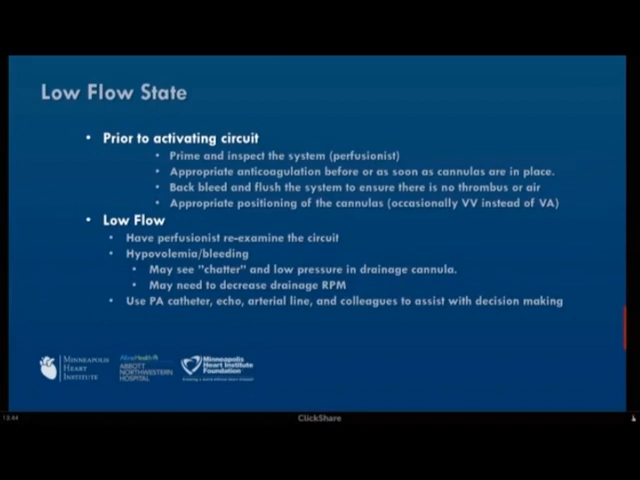 Low Flow State
• Prior to activating circuit
• Prime and inspect the system (perfusionist)
• Appropriate anticoagulation before or as soon as cannulas are in place.
• Back bleed and flush the system to ensure there is no thrombus or air
• Appropriate positioning of the cannulas (occasionally VV instead of VA)
• Low Flow
• Have perfusionist re-examine the circuit
• Hypovolemia/bleeding
• May see "chatter" and low pressure in drainage cannula.
• May need to decrease drainage RPM
• Use PA catheter, echo, arterial line, and colleagues to assist with decision making
MINNEAPOLIS
HEART
INSTITUTE
AllinaHealth
ABBOTT
NORTHWESTERN
HOSPITAL
Minneapolis
Heart Institute
Foundation
13:44
ClickShare